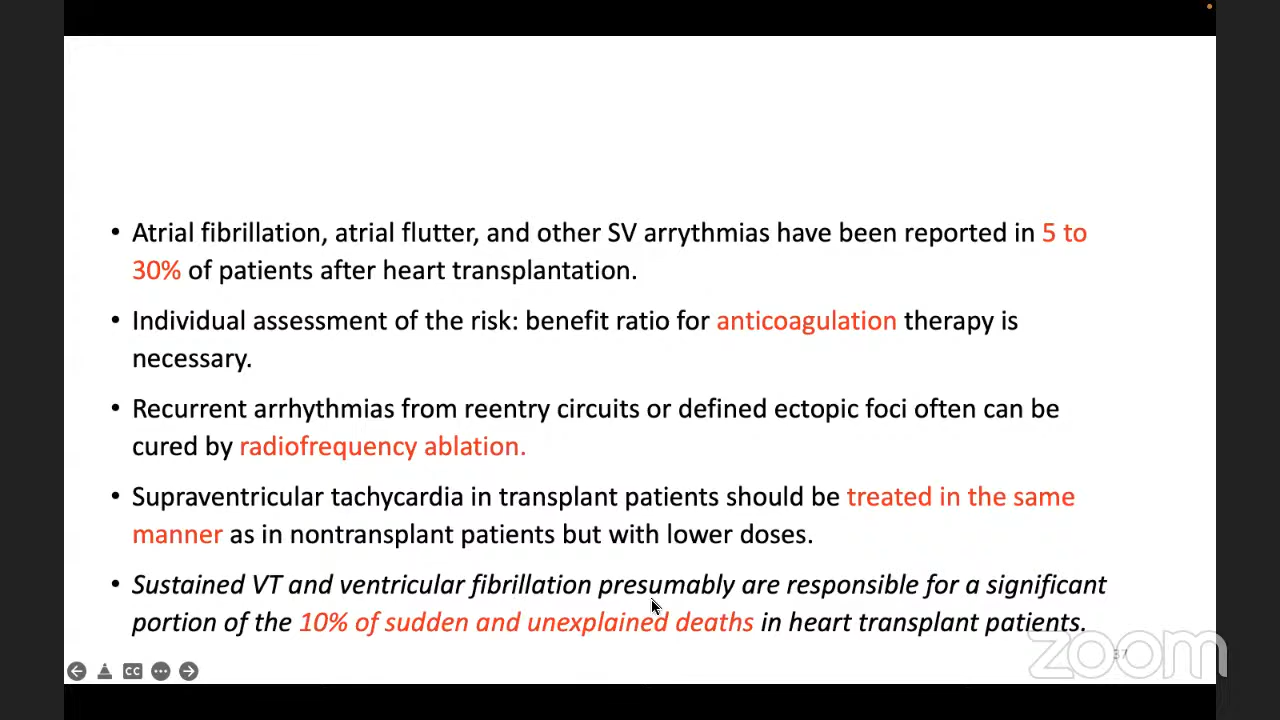 • Atrial fibrillation, atrial flutter, and other SV arrythmias have been reported in 5 to
30% of patients after heart transplantation.
• Individual assessment of the risk: benefit ratio for anticoagulation therapy is
necessary.
• Recurrent arrhythmias from reentry circuits or defined ectopic foci often can be
cured by radiofrequency ablation.
• Supraventricular tachycardia in transplant patients should be treated in the same
manner as in nontransplant patients but with lower doses.
• Sustained VT and ventricular fibrillation presumably are responsible for a significant
portion of the 10% of sudden and unexplained deaths in heart transplant patients.
CC
zoom